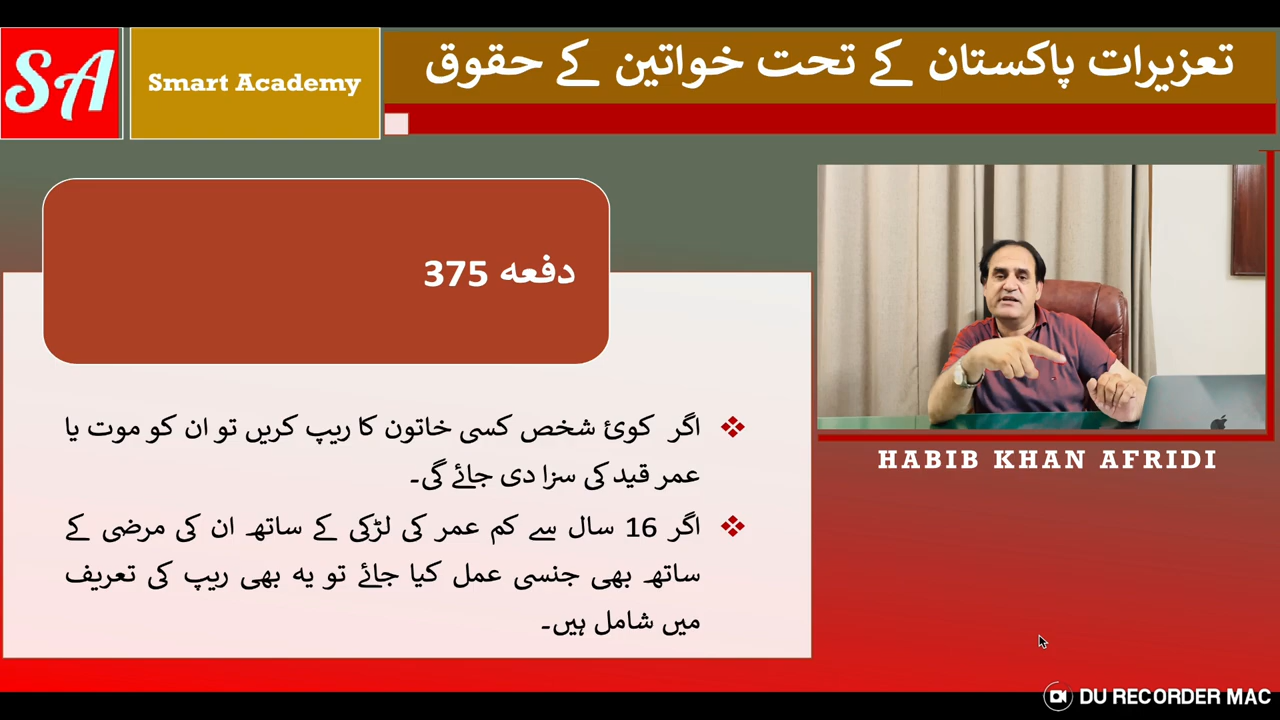 SA
Smart Academy
تعزیرات پاکستان کے تحت خواتین کے حقوق
دفعہ 375
اگر کوئ شخص کسی خاتون کا ریپ کریں تو ان کو موت یا
عمر قید کی سزا دی جائے گی۔
اگر 16 سال سے کم عمر کی لڑکی کے ساتھ ان کی مرضی کے
ساتھ بھی جنسی عمل کیا جائے تو یہ بھی ریپ کی تعریف
میں شامل ہیں۔
HABIB KHAN AFRIDI
DU RECORDER MAC